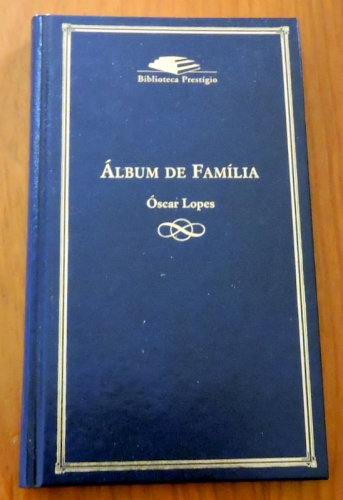 Biblioteca Prestígio
ÁLBUM DE FAMÍLIA
Óscar Lopes